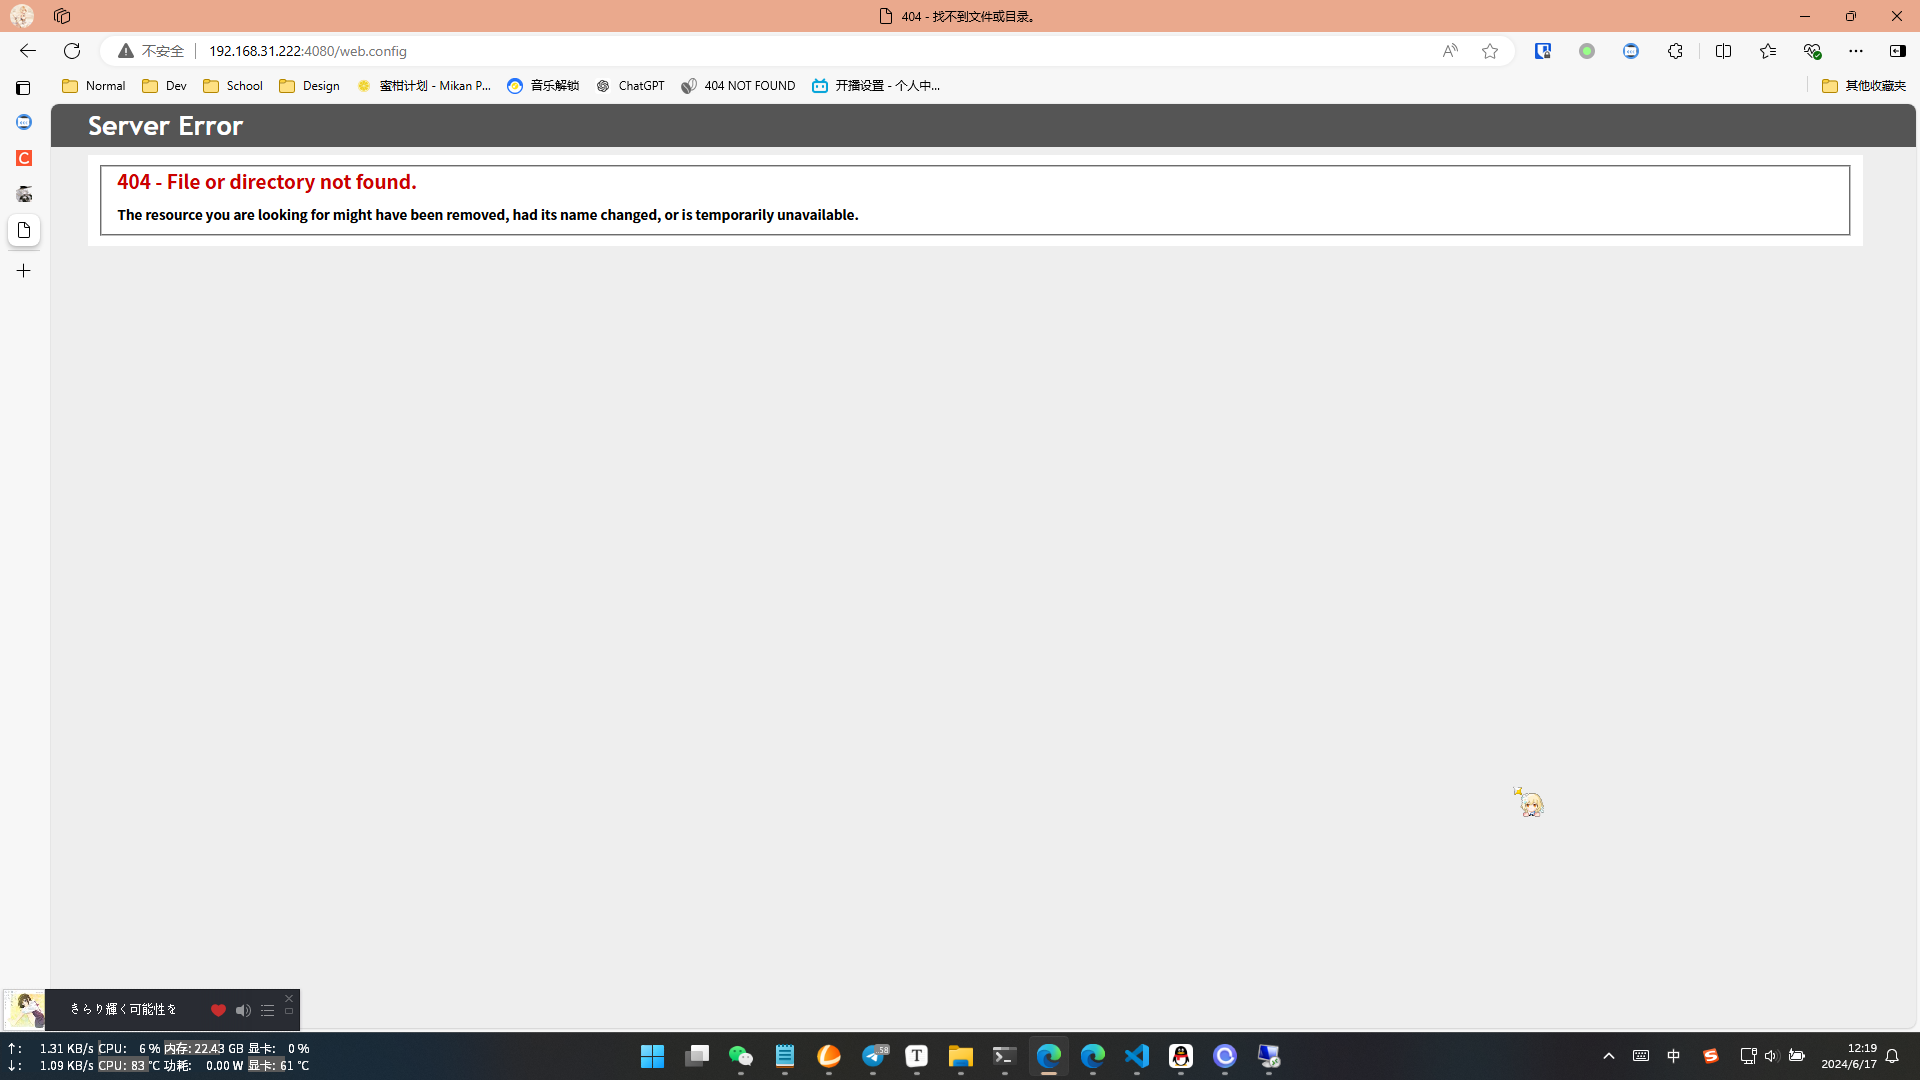 404 - 找不到文件或目录。
不安全
192.168.31.222:4080/web.config
Normal
Dev
School
Design
蜜柑计划 - Mikan P...
音乐解锁
ChatGPT
404 NOT FOUND
开播设置 - 个人中...
其他收藏夹
Server Error
404 - File or directory not found.
The resource you are looking for might have been removed, had its name changed, or is temporarily unavailable.
きらり輝く可能性を
↑: 1.31 KB/s CPU: 6 % 内存: 22.43 GB 显卡: 0 %
↓: 1.09 KB/s CPU: 83 °C 功耗: 0.00 W 显卡: 61 °C
58
中
12:19
2024/6/17